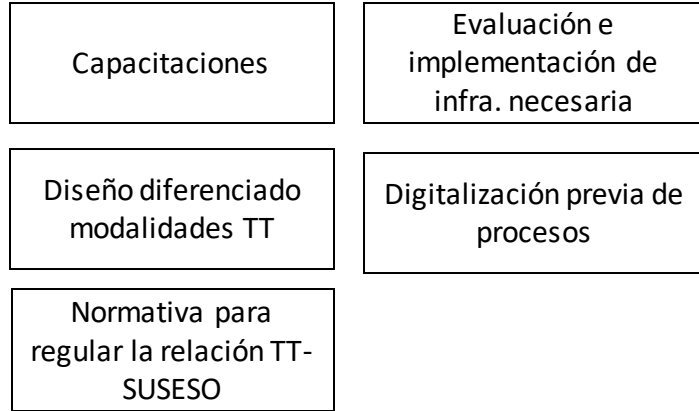 Capacitaciones
Evaluación e
implementación de
infra. necesaria
Diseño diferenciado
modalidades TT
Digitalización previa de
procesos
Normativa para
regular la relación TT-
SUSESO